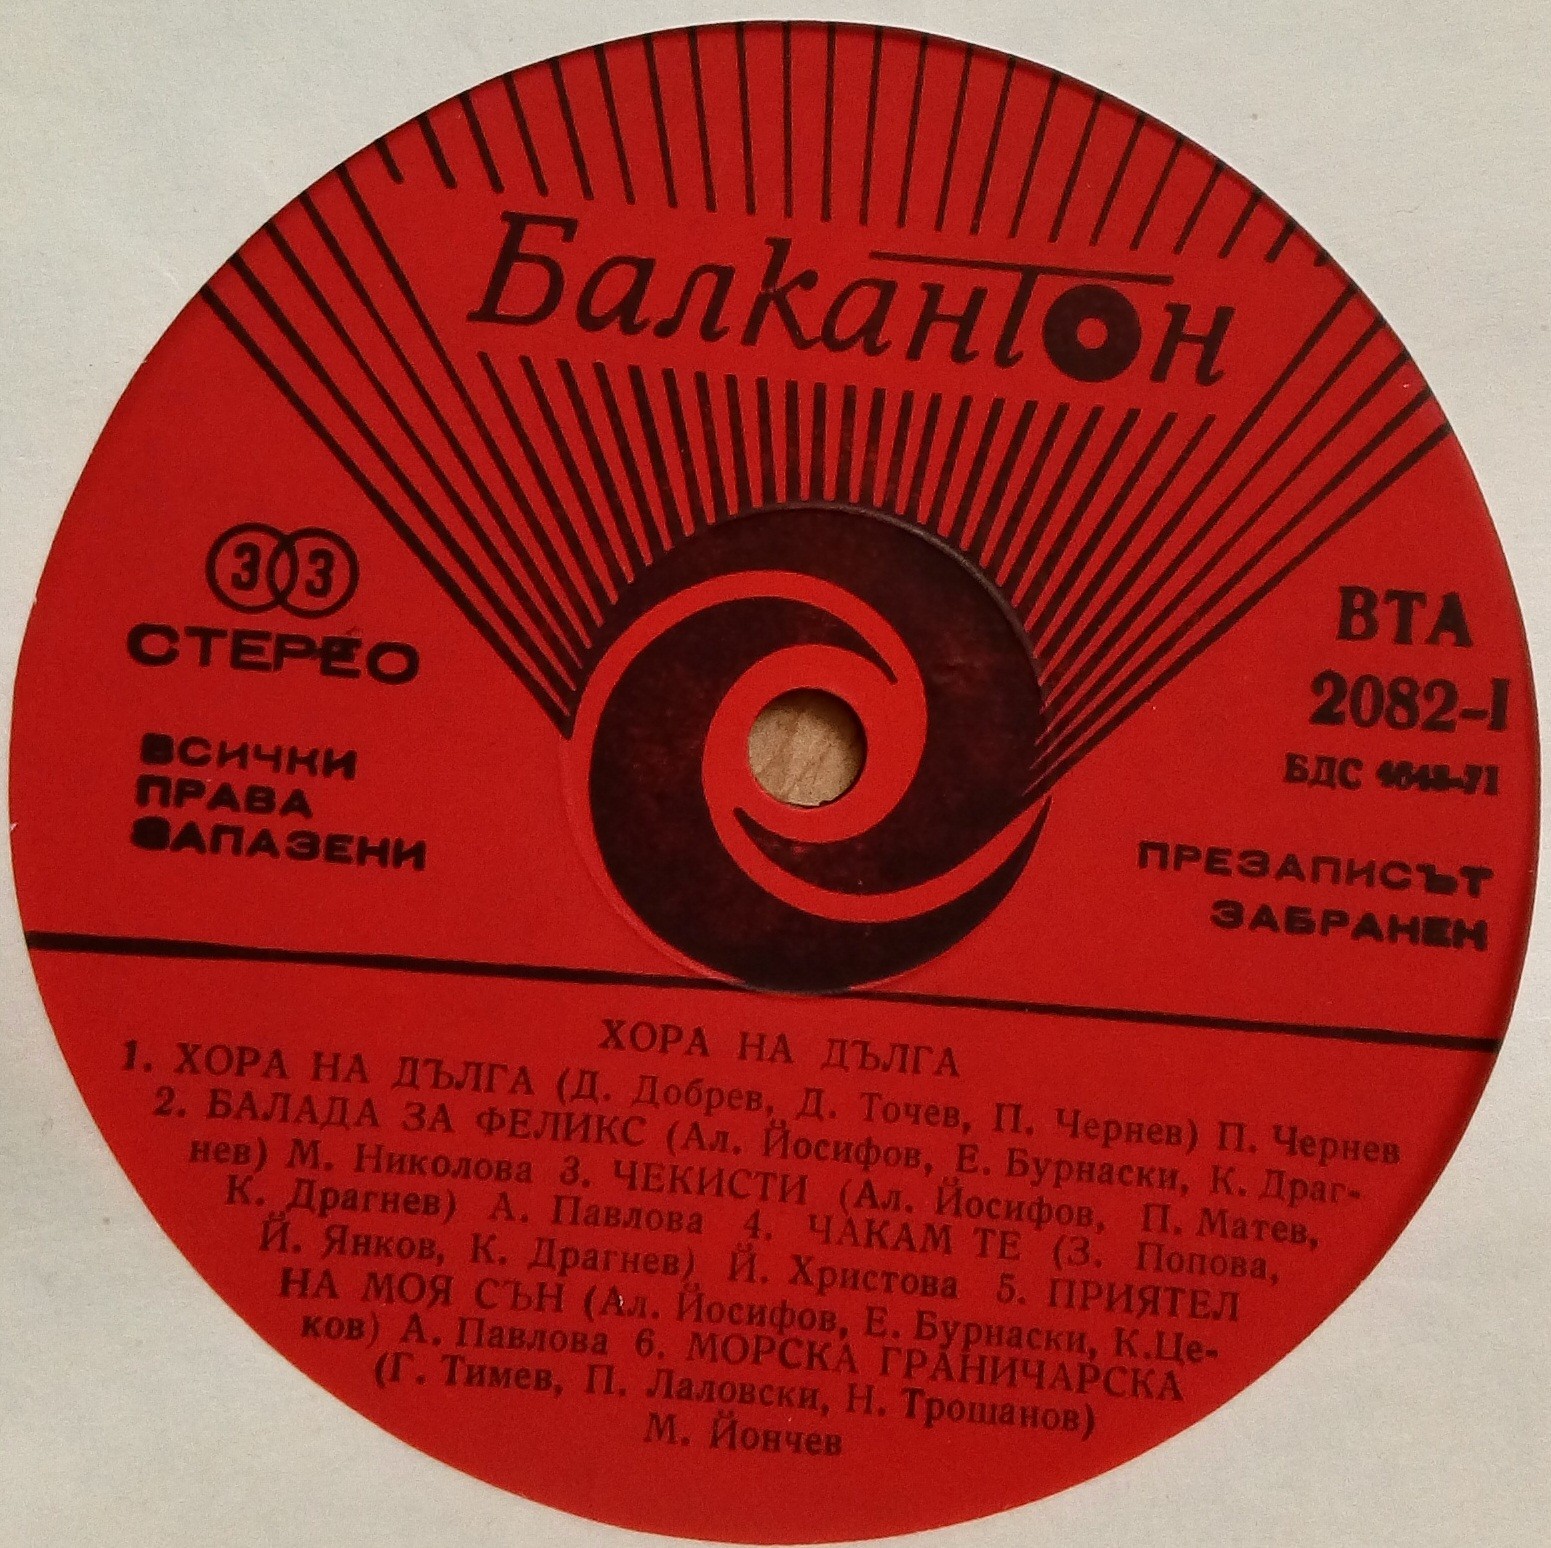 Балкантон
33
СТЕРЕО
ВСИЧКИ
ПРАВА
ЗАПАЗЕНИ
ВТА
2082-I
БДС 4648-71
ПРЕЗАПИСЪТ
ЗАБРАНЕН
ХОРА НА ДЪЛГА
1. ХОРА НА ДЪЛГА (Д. Добрев, Д. Точев, П. Чернев) П. Чернев
2. БАЛАДА ЗА ФЕЛИКС (Ал. Йосифов, Е. Бурнаски, К. Драг-
нев) М. Николова 3. ЧЕКИСТИ (Ал. Йосифов, П. Матев,
К. Драгнев) А. Павлова 4. ЧАКАМ ТЕ (З. Попова,
Й. Янков, К. Драгнев) Й. Христова 5. ПРИЯТЕЛ
НА МОЯ СЪН (Ал. Йосифов, Е. Бурнаски, К.Це-
ков) А. Павлова 6. МОРСКА ГРАНИЧАРСКА
(Г. Тимев, П. Лаловски, Н. Трошанов)
М. Йончев